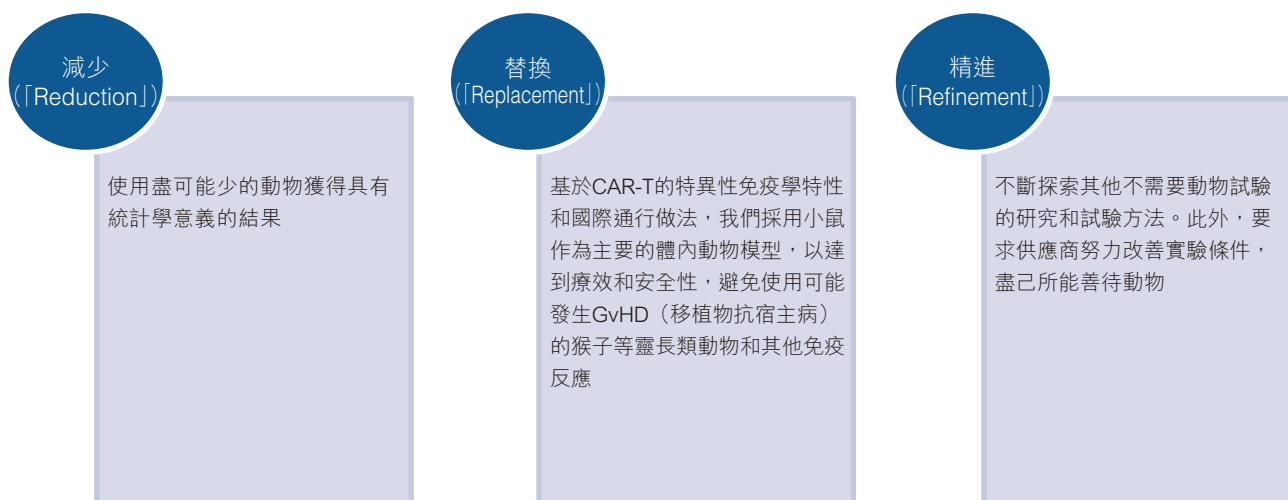 減少
(「Reduction」)
使用盡可能少的動物獲得具有
統計學意義的結果
替換
(「Replacement」)
基於CAR-T的特異性免疫學特性
和國際通行做法，我們採用小鼠
作為主要的體內動物模型，以達
到療效和安全性，避免使用可能
發生GvHD（移植物抗宿主病）
的猴子等靈長類動物和其他免疫
反應
精進
(「Refinement」)
不斷探索其他不需要動物試驗
的研究和試驗方法。此外，要
求供應商努力改善實驗條件，
盡己所能善待動物